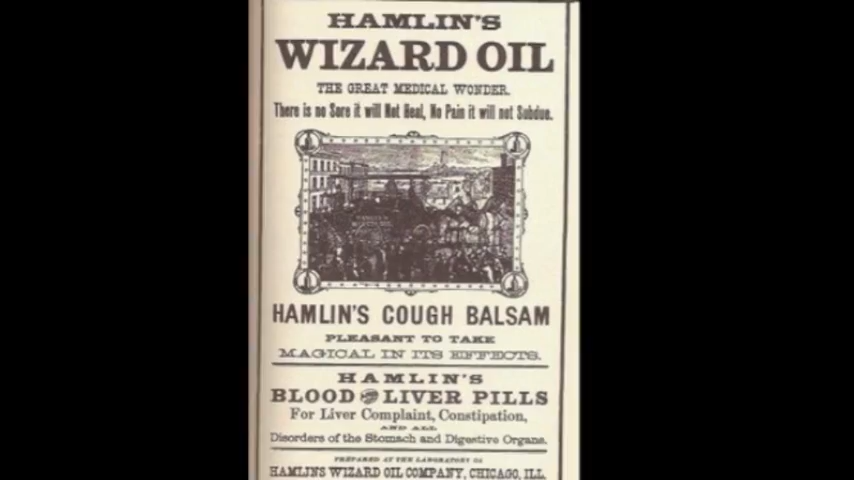 HAMLIN'S
WIZARD OIL
THE GREAT MEDICAL WONDER.
There is no Sore it will Not Heal, No Pain it will not Subdue.
HAMLIN'S COUGH BALSAM
PLEASANT TO TAKE
MAGICAL IN ITS EFFECTS.
HAMLIN'S
BLOOD AND LIVER PILLS
For Liver Complaint, Constipation,
AND ALL
Disorders of the Stomach and Digestive Organs.
PREPARED AT THE LABORATORY OF
HAMLINS WIZARD OIL COMPANY, CHICAGO, ILL.